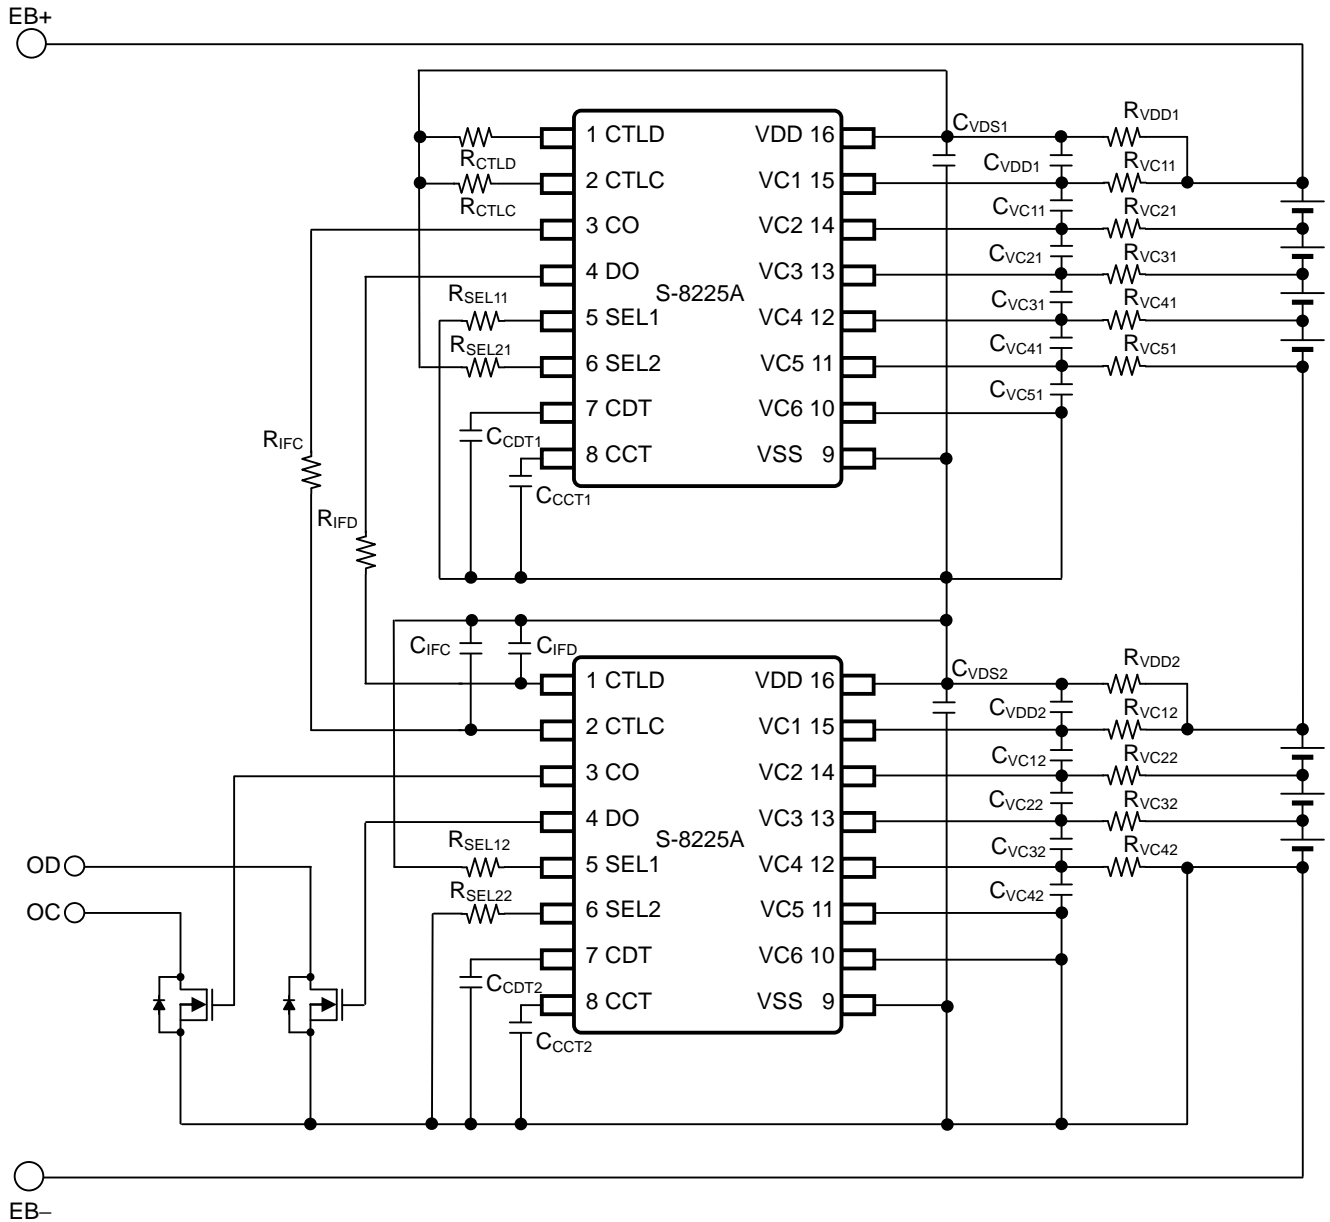 EB+
1 CTLD
VDD 16
CVDS1
RVDD1
RCTLD
CVDD1
RVC11
2 CTLC
VC1 15
RCTLC
CVC11
RVC21
3 CO
VC2 14
CVC21
RVC31
4 DO
VC3 13
S-8225A
RSEL11
CVC31
RVC41
5 SEL1
VC4 12
RSEL21
CVC41
RVC51
6 SEL2
VC5 11
CVC51
7 CDT
VC6 10
RIFC
CCDT1
8 CCT
VSS 9
CCCT1
RIFD
CIFC
CIFD
1 CTLD
VDD 16
CVDS2
RVDD2
CVDD2
RVC12
2 CTLC
VC1 15
CVC12
RVC22
3 CO
VC2 14
CVC22
RVC32
4 DO
VC3 13
S-8225A
RSEL12
CVC32
RVC42
OD
5 SEL1
VC4 12
RSEL22
CVC42
OC
6 SEL2
VC5 11
7 CDT
VC6 10
CCDT2
8 CCT
VSS 9
CCCT2
EB–